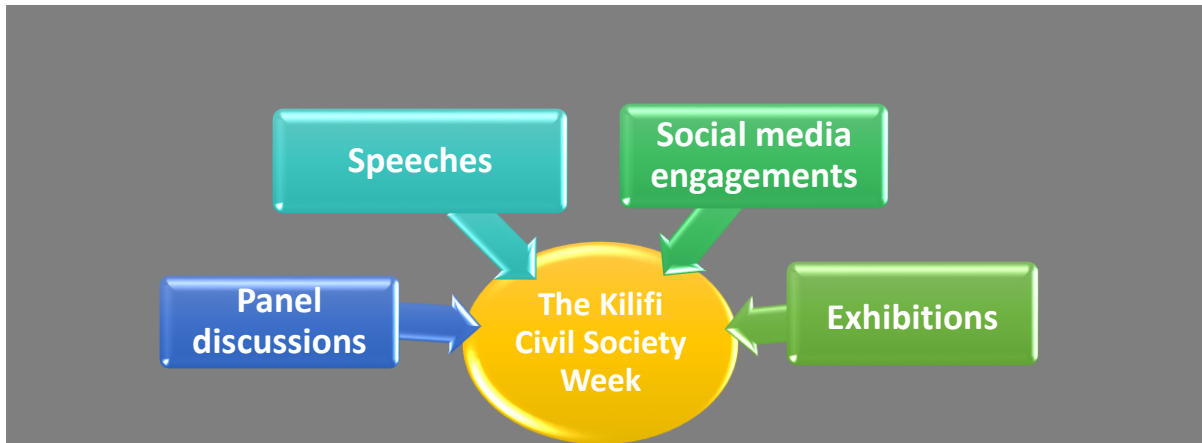 Speeches
Social media
engagements
Panel
discussions
The Kilifi
Civil Society
Week
Exhibitions